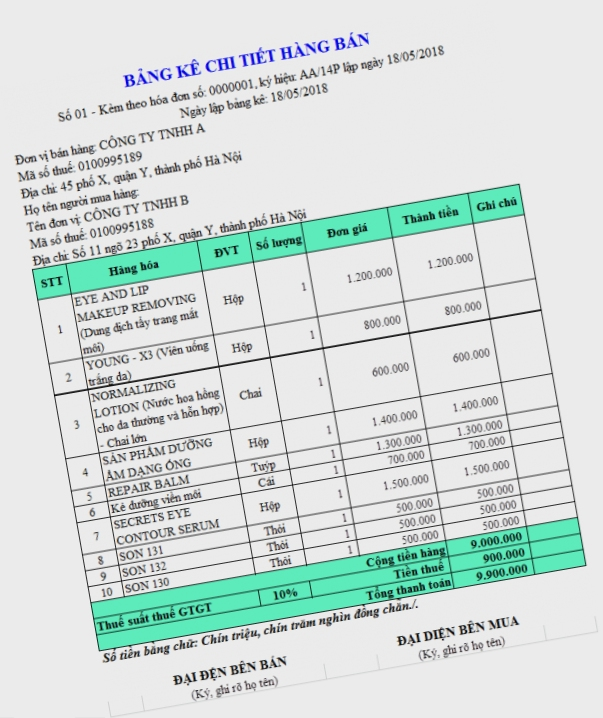 BẢNG KÊ CHI TIẾT HÀNG BÁN
Số 01 - Kèm theo hóa đơn số: 0000001, ký hiệu: AA/14P lập ngày 18/05/2018
Ngày lập bảng kê: 18/05/2018
Đơn vị bán hàng: CÔNG TY TNHH A
Mã số thuế: 0100995189
Địa chỉ: 45 phố X, quận Y, thành phố Hà Nội
Họ tên người mua hàng:
Tên đơn vị: CÔNG TY TNHH B
Mã số thuế: 0100995188
Địa chỉ: Số 11 ngõ 23 phố X, quận Y, thành phố Hà Nội
STT Hàng hóa ĐVT Số lượng Đơn giá Thành tiền Ghi chú
1 EYE AND LIP MAKEUP REMOVING (Dung dịch tẩy trang mắt môi) Hộp 1 1.200.000 1.200.000
2 YOUNG - X3 (Viên uống trắng da) Hộp 1 800.000 800.000
3 NORMALIZING LOTION (Nước hoa hồng cho da thường và hỗn hợp) - Chai lớn Chai 1 600.000 600.000
4 SẢN PHẨM DƯỠNG ẨM DẠNG ỐNG Hộp 1 1.400.000 1.400.000
5 REPAIR BALM Tuýp 1 1.300.000 1.300.000
6 Kẻ dưỡng viền môi Cái 1 700.000 700.000
7 SECRETS EYE CONTOUR SERUM Hộp 1 1.500.000 1.500.000
8 SON 131 Thỏi 1 500.000 500.000
9 SON 132 Thỏi 1 500.000 500.000
10 SON 130 Thỏi 1 500.000 500.000
Cộng tiền hàng 9.000.000
Thuế suất thuế GTGT 10% Tiền thuế 900.000
Tổng thanh toán 9.900.000
Số tiền bằng chữ: Chín triệu, chín trăm nghìn đồng chẵn./.
ĐẠI ĐỆN BÊN BÁN ĐẠI DIỆN BÊN MUA
(Ký, ghi rõ họ tên) (Ký, ghi rõ họ tên)